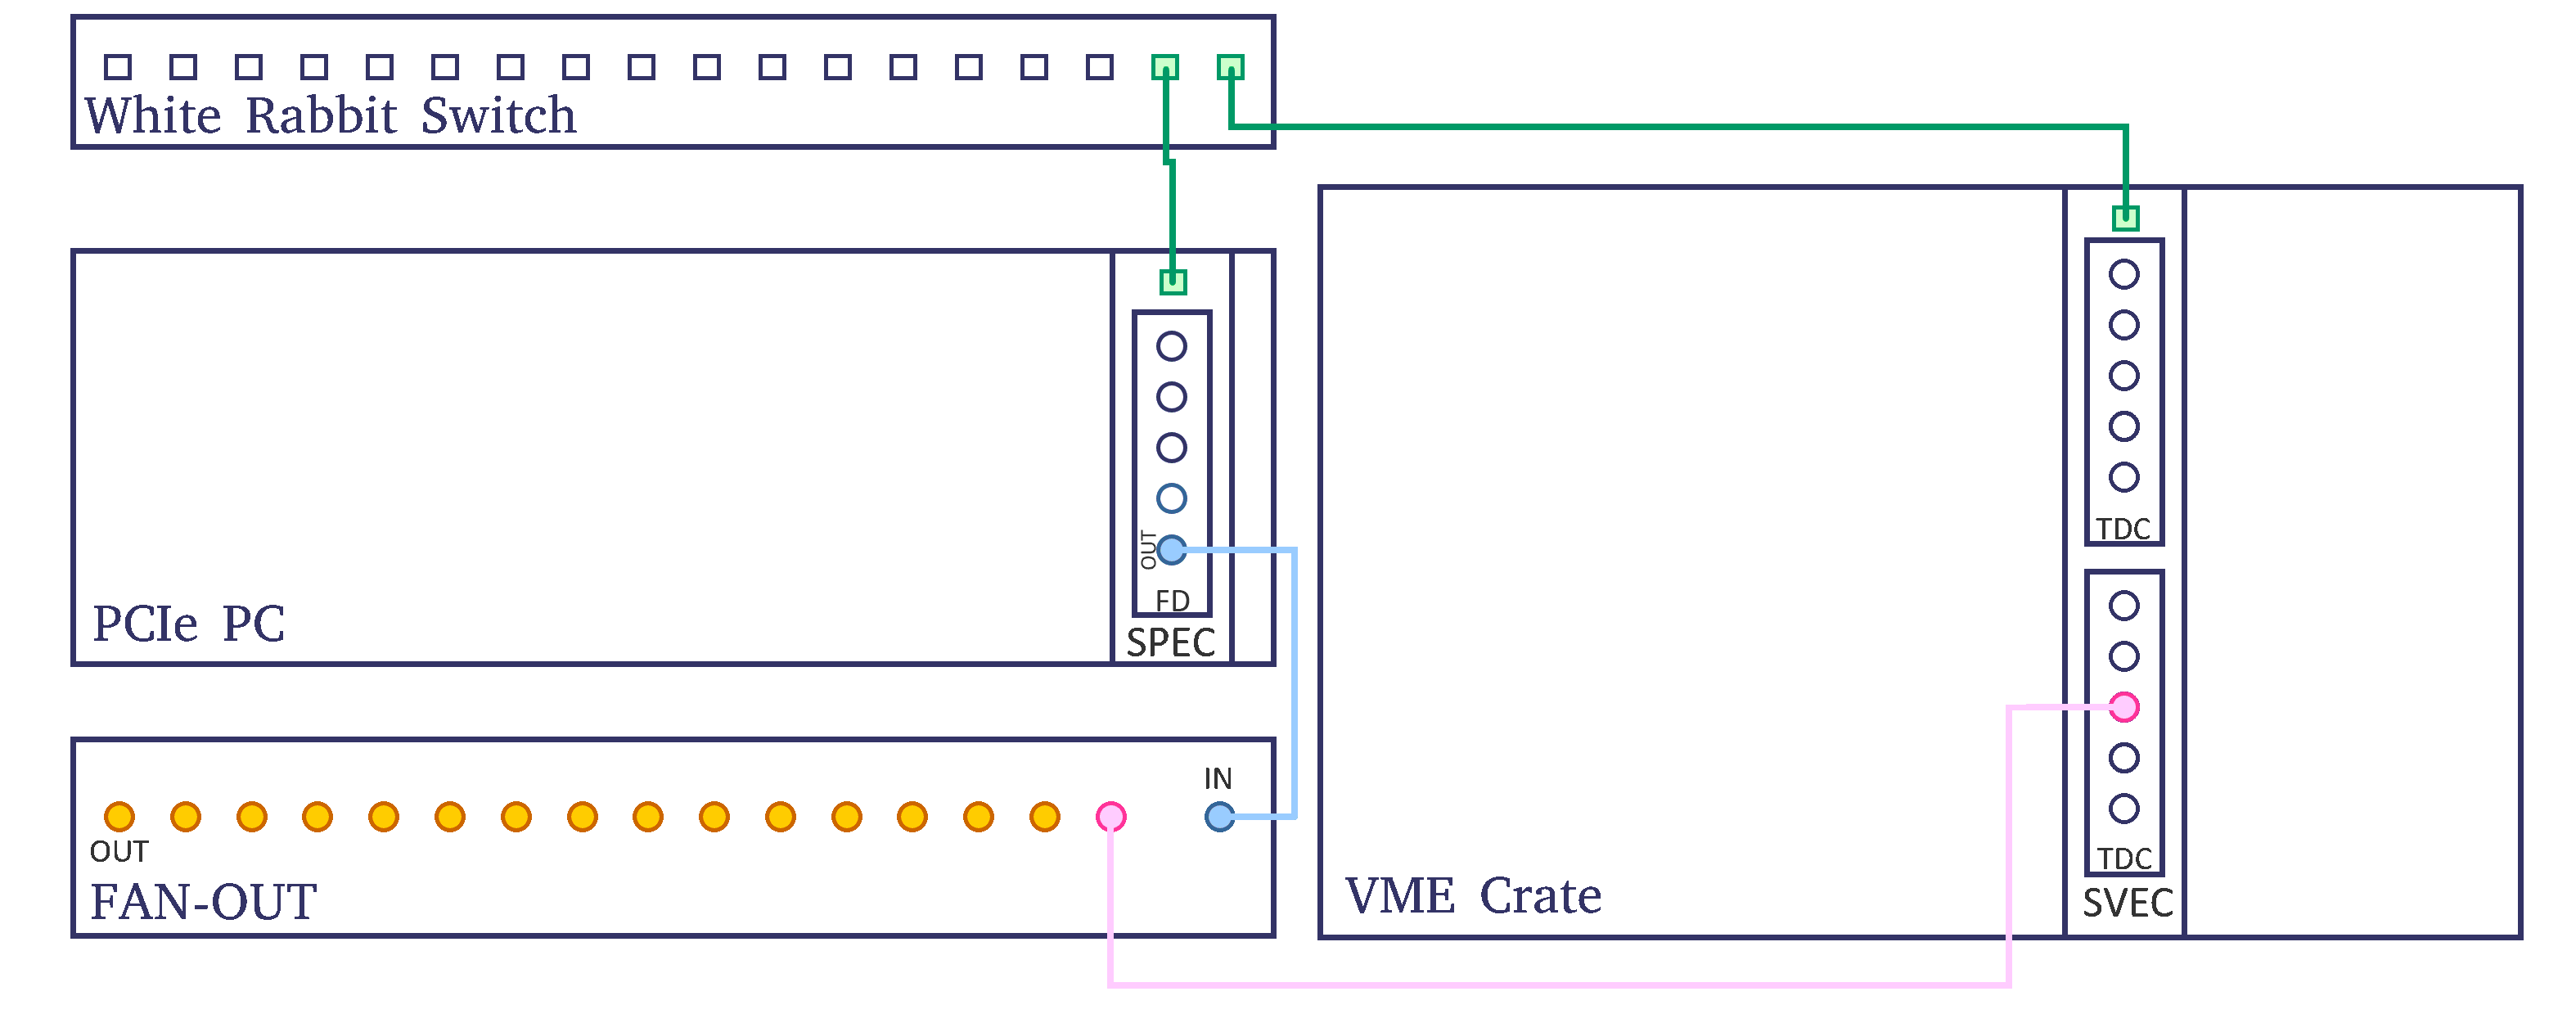 White Rabbit Switch
PCIe PC
OUT
FD
SPEC
IN
OUT
FAN-OUT
VME Crate
TDC
TDC
SVEC